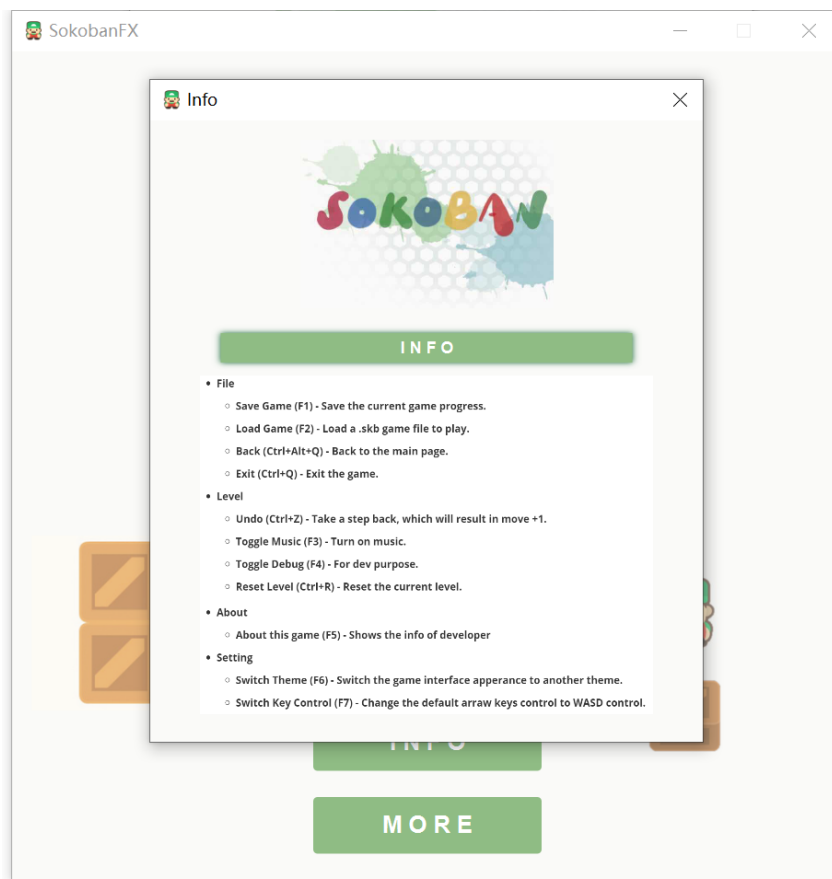 SokobanFX
Info
SOKOBAN
INFO
• File
○ Save Game (F1) - Save the current game progress.
○ Load Game (F2) - Load a .skb game file to play.
○ Back (Ctrl+Alt+Q) - Back to the main page.
○ Exit (Ctrl+Q) - Exit the game.
• Level
○ Undo (Ctrl+Z) - Take a step back, which will result in move +1.
○ Toggle Music (F3) - Turn on music.
○ Toggle Debug (F4) - For dev purpose.
○ Reset Level (Ctrl+R) - Reset the current level.
• About
○ About this game (F5) - Shows the info of developer
• Setting
○ Switch Theme (F6) - Switch the game interface apperance to another theme.
○ Switch Key Control (F7) - Change the default arraw keys control to WASD control.
INFO
MORE